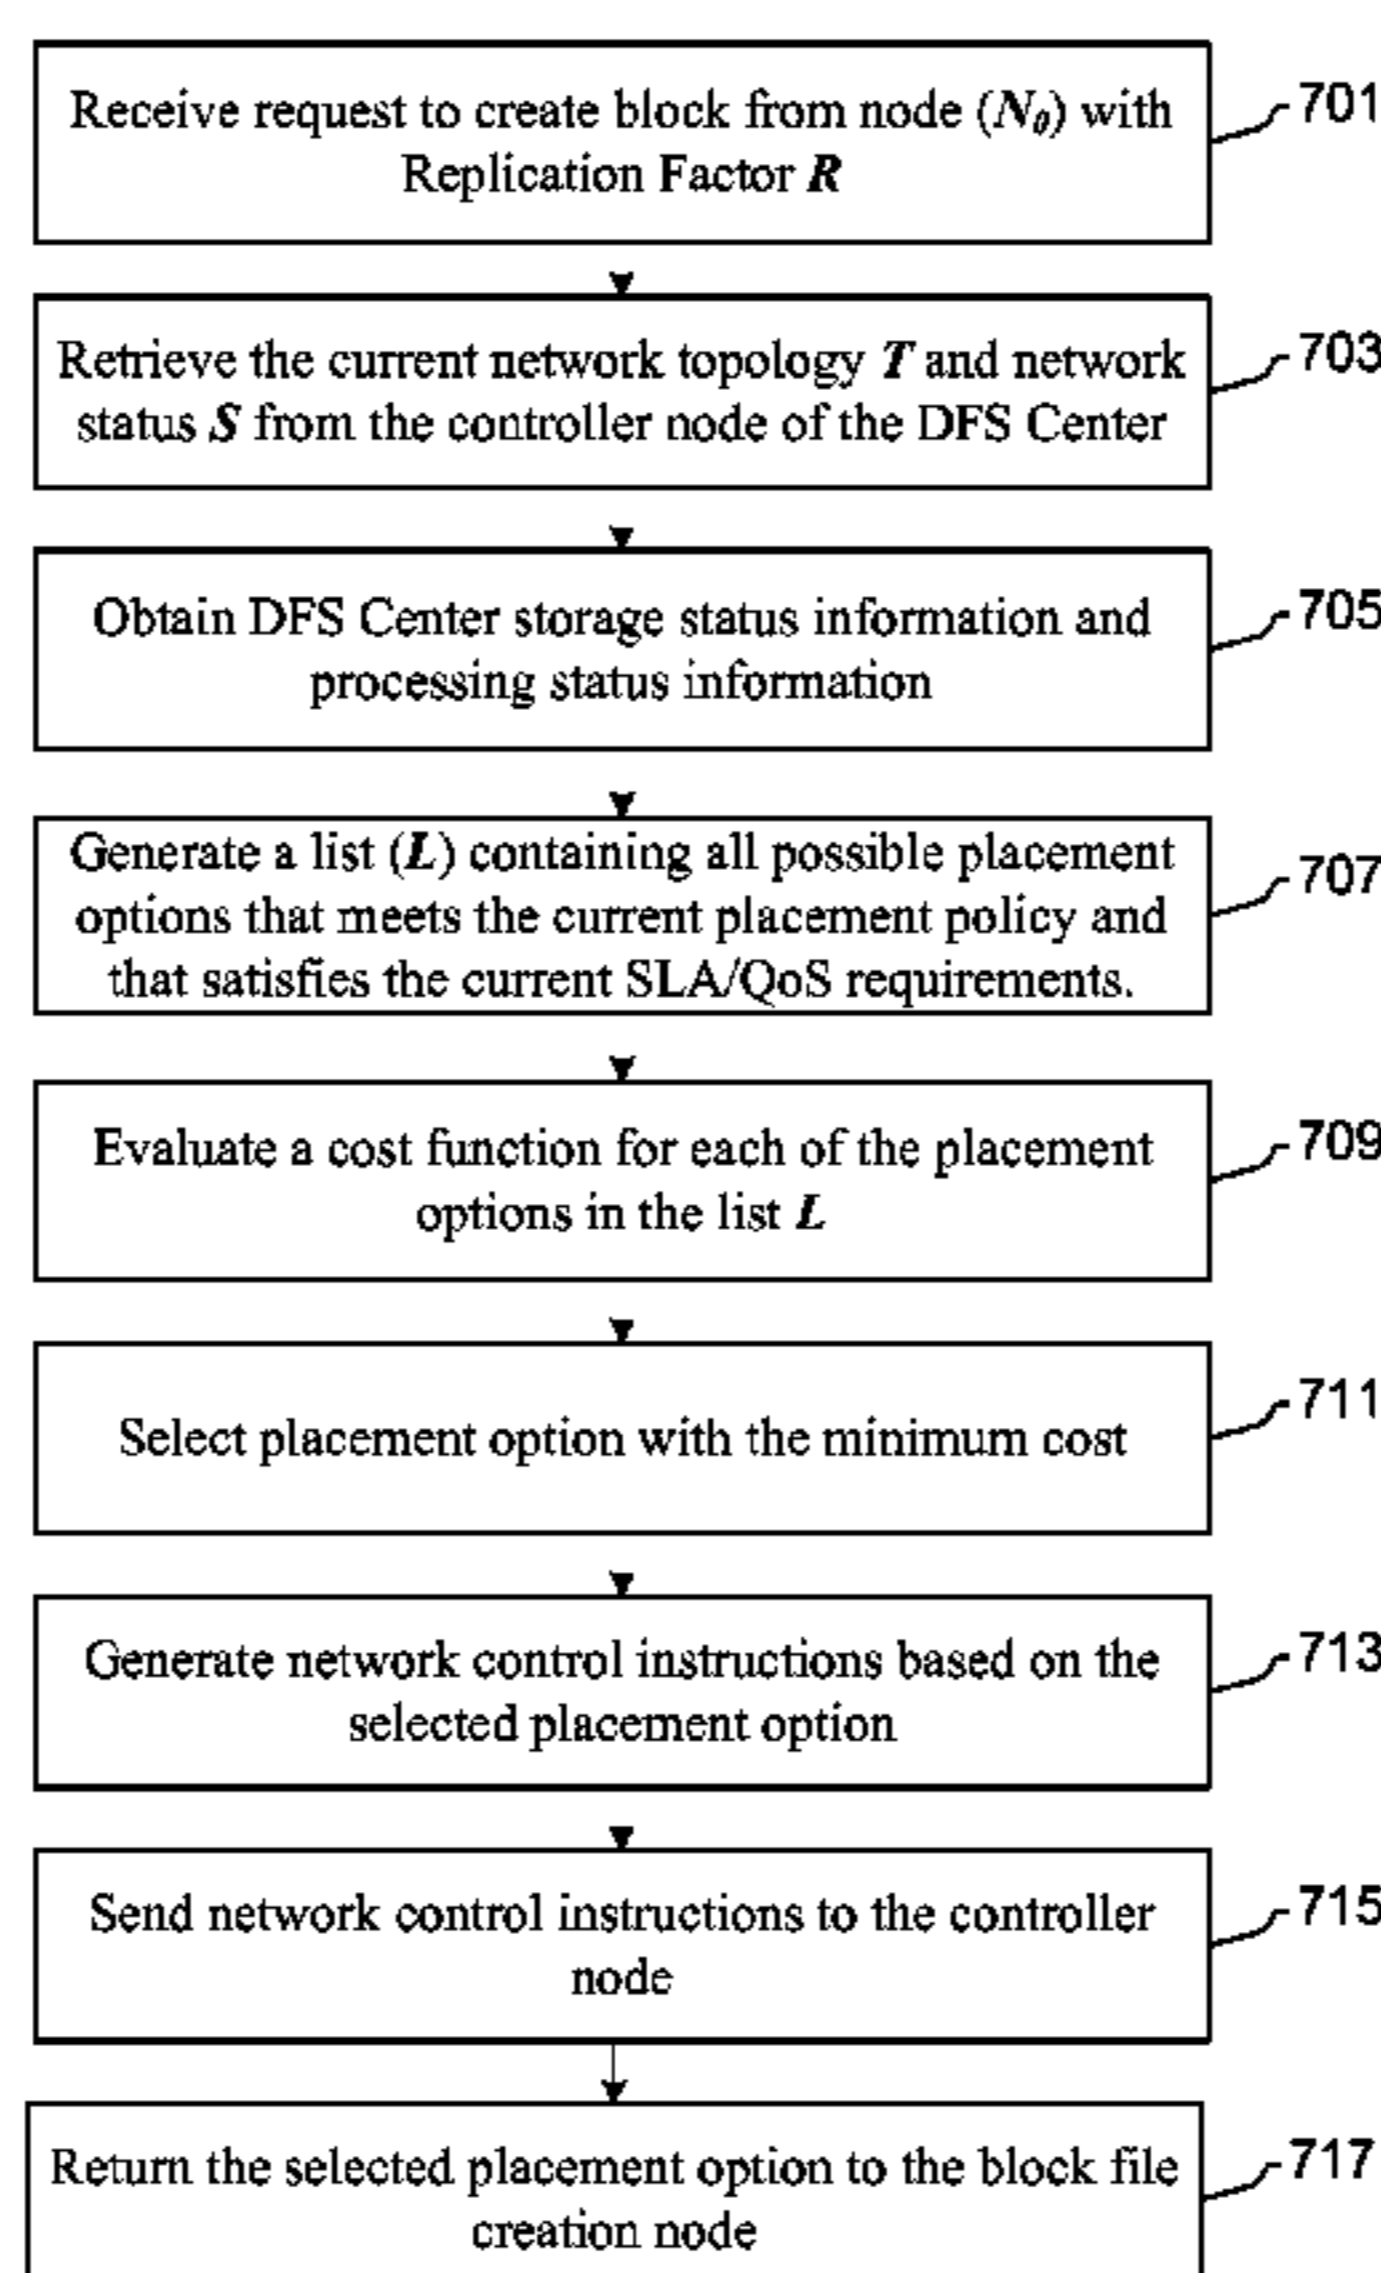 Receive request to create block from node (N0) with
Replication Factor R
701
Retrieve the current network topology T and network
status S from the controller node of the DFS Center
703
Obtain DFS Center storage status information and
processing status information
705
Generate a list (L) containing all possible placement
options that meets the current placement policy and
that satisfies the current SLA/QoS requirements.
707
Evaluate a cost function for each of the placement
options in the list L
709
Select placement option with the minimum cost
711
Generate network control instructions based on the
selected placement option
713
Send network control instructions to the controller
node
715
Return the selected placement option to the block file
creation node
717